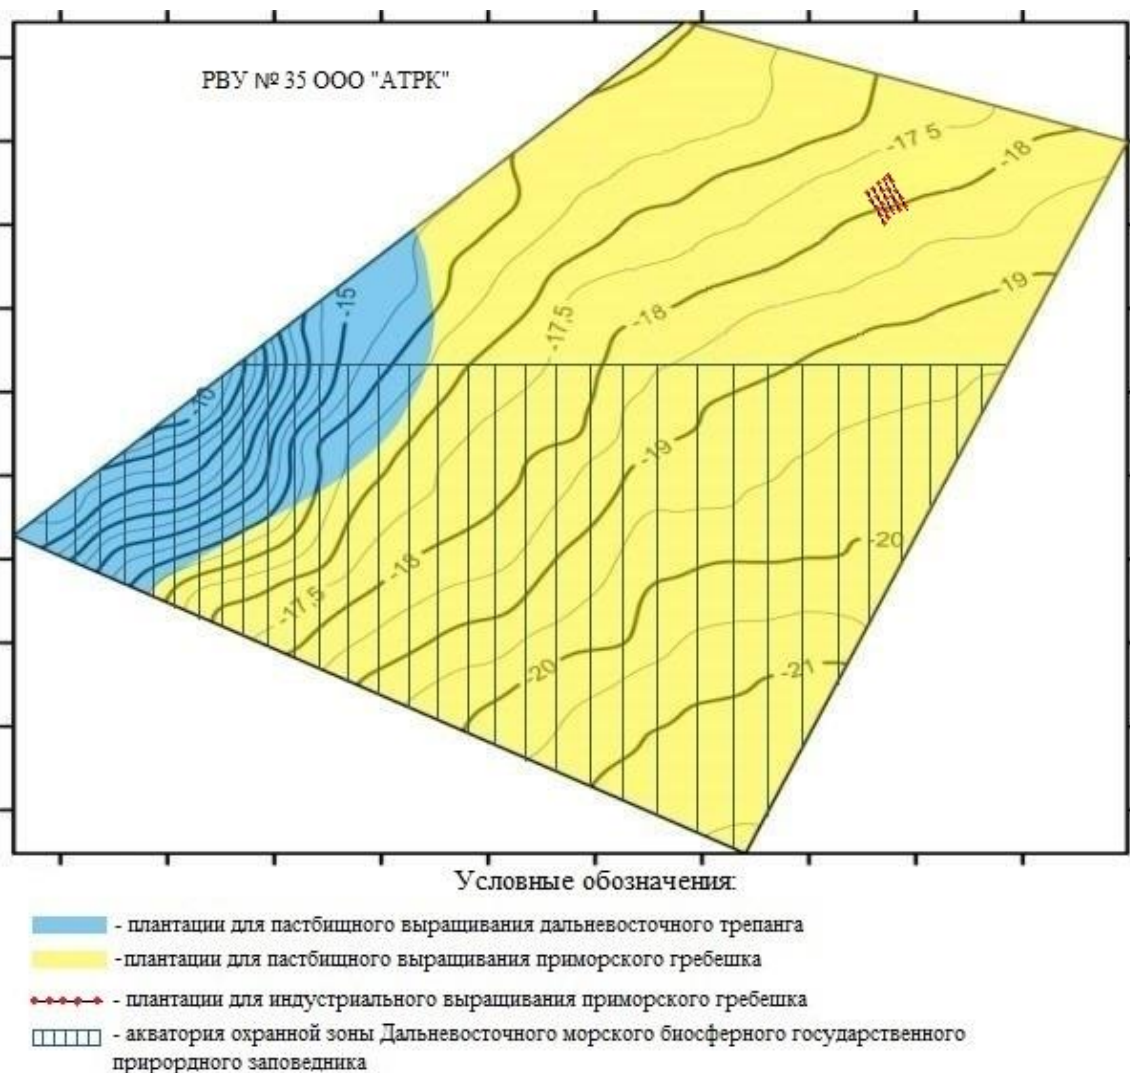 РВУ № 35 ООО "АТРК"
-17 5
-18
-19
-15
-17,5
-18
-10
-19
-18
-20
-17,5
-20
-21
Условные обозначения:
- плантации для пастбищного выращивания дальневосточного трепанга
-плантации для пастбищного выращивания приморского гребешка
- плантации для индустриального выращивания приморского гребешка
- акватория охранной зоны Дальневосточного морского биосферного государственного
прирордного заповедника